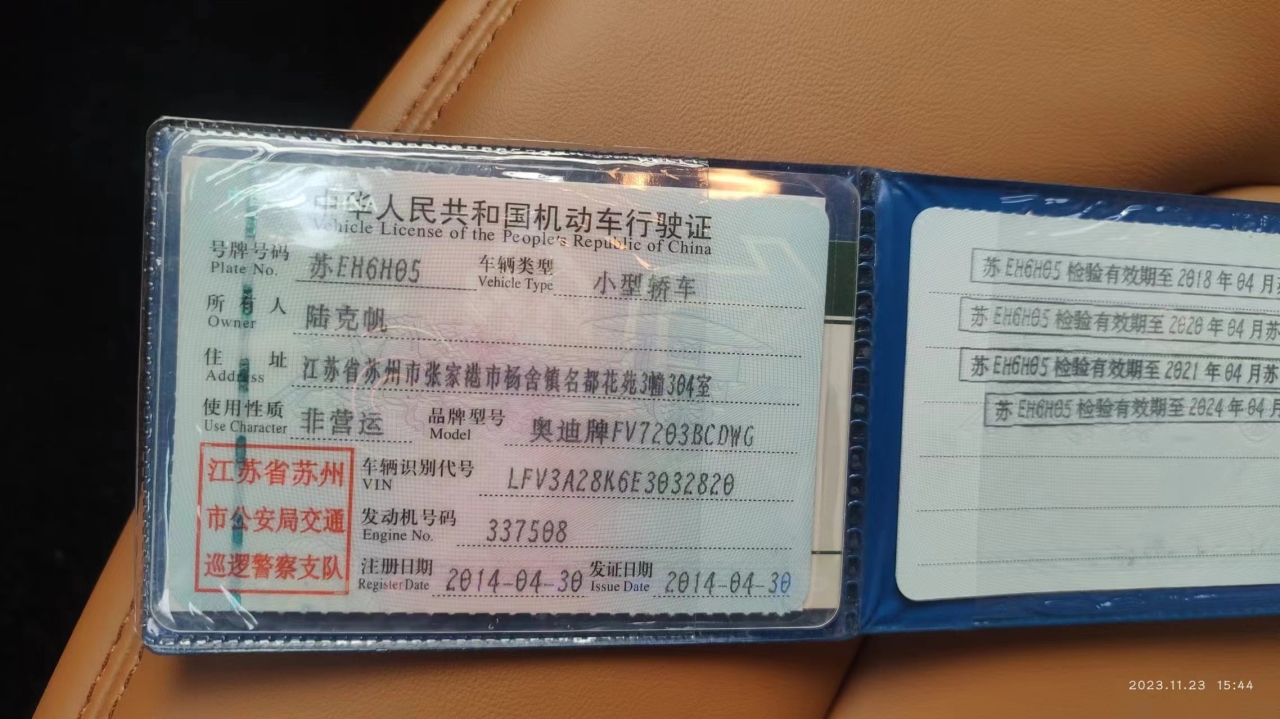 中华人民共和国机动车行驶证
Vehicle License of the People's Republic of China
号牌号码 苏EH6H05 车辆类型 小型轿车
Plate No. Vehicle Type
所有人 陆克帆
Owner
住址 江苏省苏州市张家港市杨舍镇名都花苑3幢304室
Address
使用性质 非营运 品牌型号 奥迪牌FV7203BCDWG
Use Character Model
江苏省苏州
市公安局交通
巡逻警察支队
车辆识别代号 LFV3A28K6E3032820
VIN
发动机号码 337508
Engine No.
注册日期 2014-04-30 发证日期 2014-04-30
Register Date Issue Date
苏EH6H05检验有效期至2018年04月苏
苏EH6H05检验有效期至2020年04月苏
苏EH6H05检验有效期至2021年04月苏
苏EH6H05检验有效期至2024年04月
2023.11.23 15:44